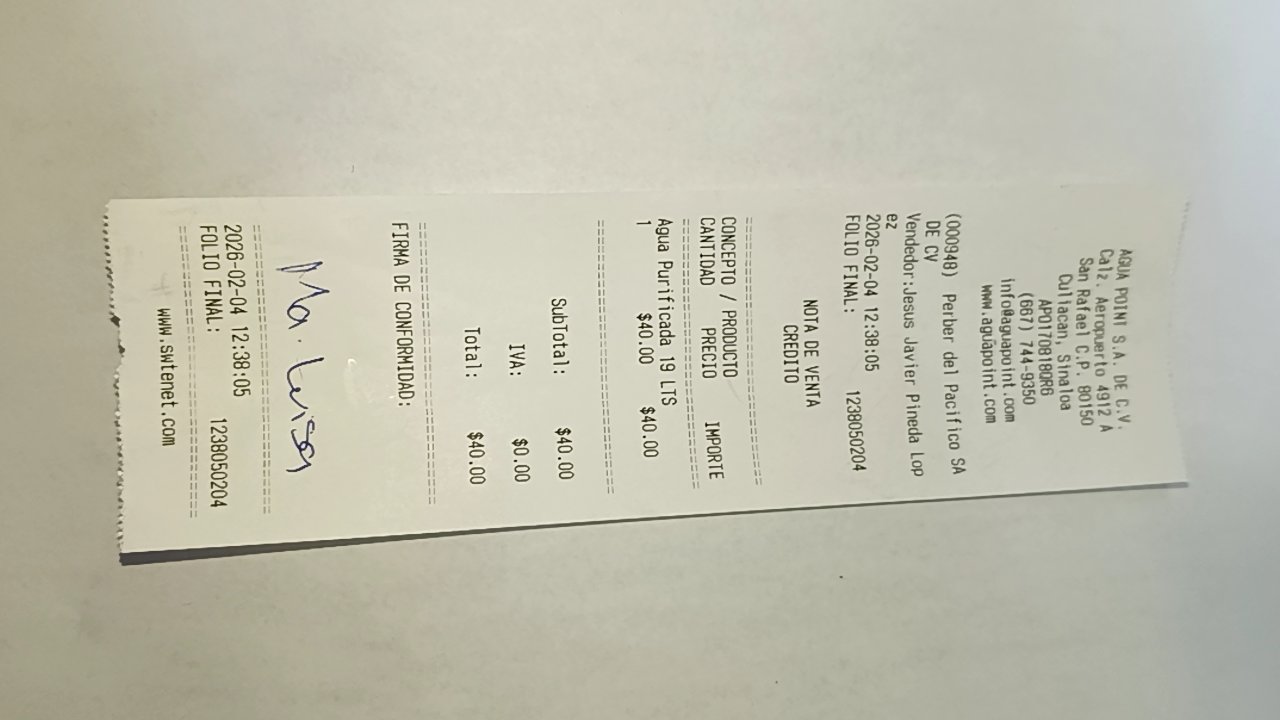 AGUA POINT S.A. DE C.V.
Calz. Aeropuerto 4912 A
San Rafael C.P. 80150
Culiacan, Sinaloa
APO170818QR6
(667) 744-9350
info@aguapoint.com
www.aguapoint.com
(000948) Perber del Pacifico SA
DE CV
Vendedor:Jesus Javier Pineda Lop
ez
2026-02-04 12:38:05
FOLIO FINAL: 1238050204
NOTA DE VENTA
CREDITO
CONCEPTO / PRODUCTO
CANTIDAD PRECIO IMPORTE
Agua Purificada 19 LTS
1 $40.00 $40.00
SubTotal: $40.00
IVA: $0.00
Total: $40.00
FIRMA DE CONFORMIDAD:
Ma. Luisa
2026-02-04 12:38:05
FOLIO FINAL: 1238050204
www.swtenet.com